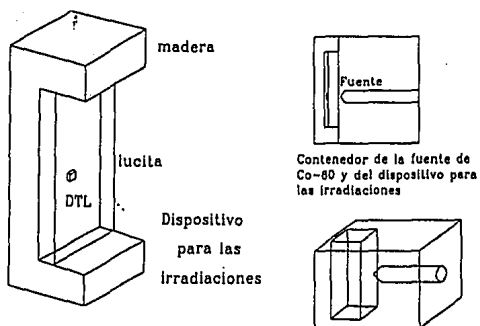 madera
lucita
DTL
Dispositivo
para las
irradiaciones
Fuente
Contenedor de la fuente de
Co-60 y del dispositivo para
las irradiaciones